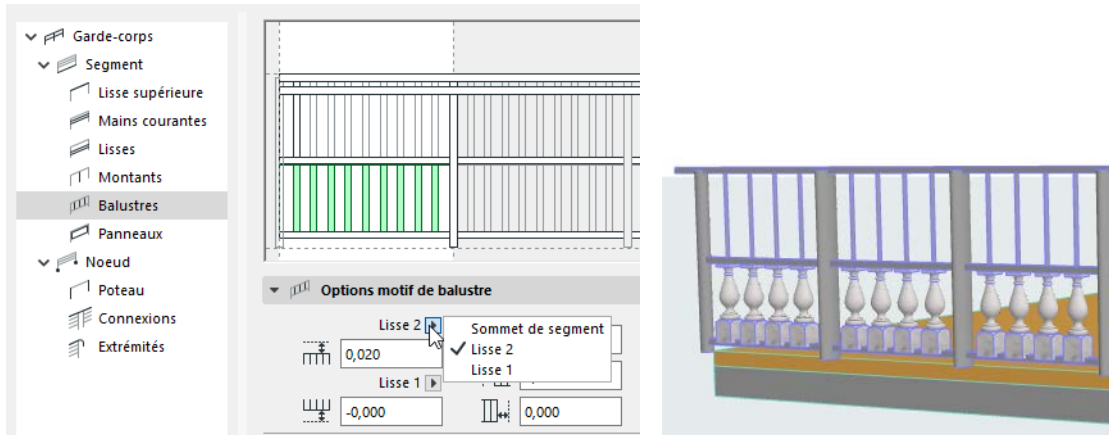 Garde-corps
Segment
Lisse supérieure
Mains courantes
Lisses
Montants
Balustres
Panneaux
Noeud
Poteau
Connexions
Extrémités
Options motif de balustre
Lisse 2
Sommet de segment
Lisse 2
Lisse 1
0,020
Lisse 1
-0,000
0,000